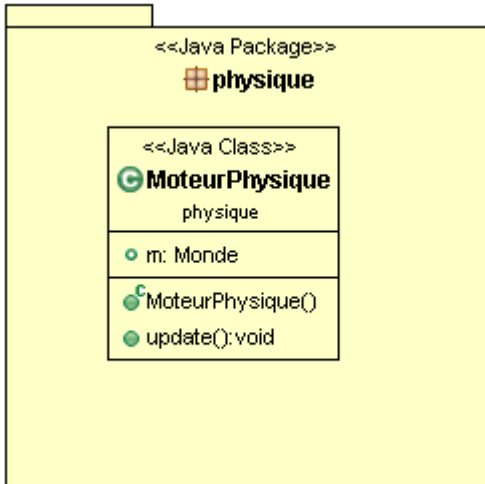 <<Java Package>>
physique
<<Java Class>>
MoteurPhysique
physique
m: Monde
MoteurPhysique()
update():void